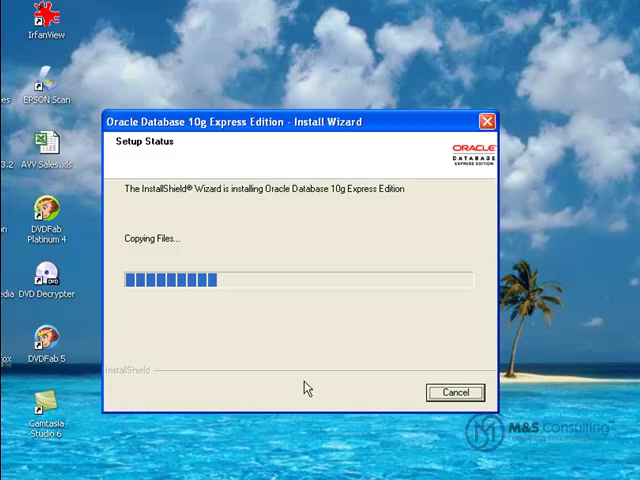 IrfanView
es
EPSON Scan
3.2
AVV Sales.xls
on
DVDFab
Platinum 4
edia
DVD Decrypter
fox
DVDFab 5
Camtasia
Studio 6
Oracle Database 10g Express Edition - Install Wizard
Setup Status
ORACLE
DATABASE
EXPRESS EDITION
The InstallShield® Wizard is installing Oracle Database 10g Express Edition
Copying Files...
InstallShield
Cancel
M&S Consulting